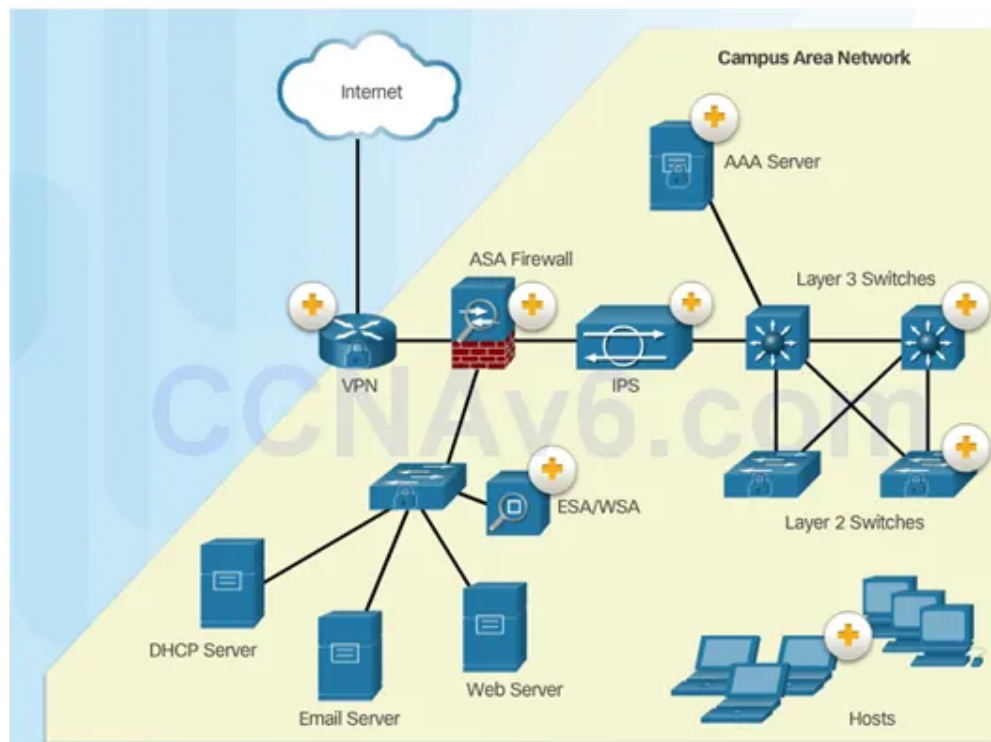 Campus Area Network
Internet
AAA Server
ASA Firewall
Layer 3 Switches
VPN
IPS
CCNAv6.com
ESA/WSA
Layer 2 Switches
DHCP Server
Email Server
Web Server
Hosts